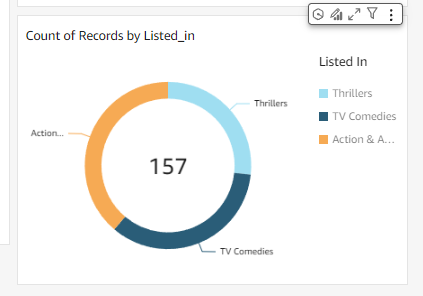 Count of Records by Listed_in
Listed In
Thrillers
TV Comedies
Action & A...
Thrillers
Action...
157
TV Comedies